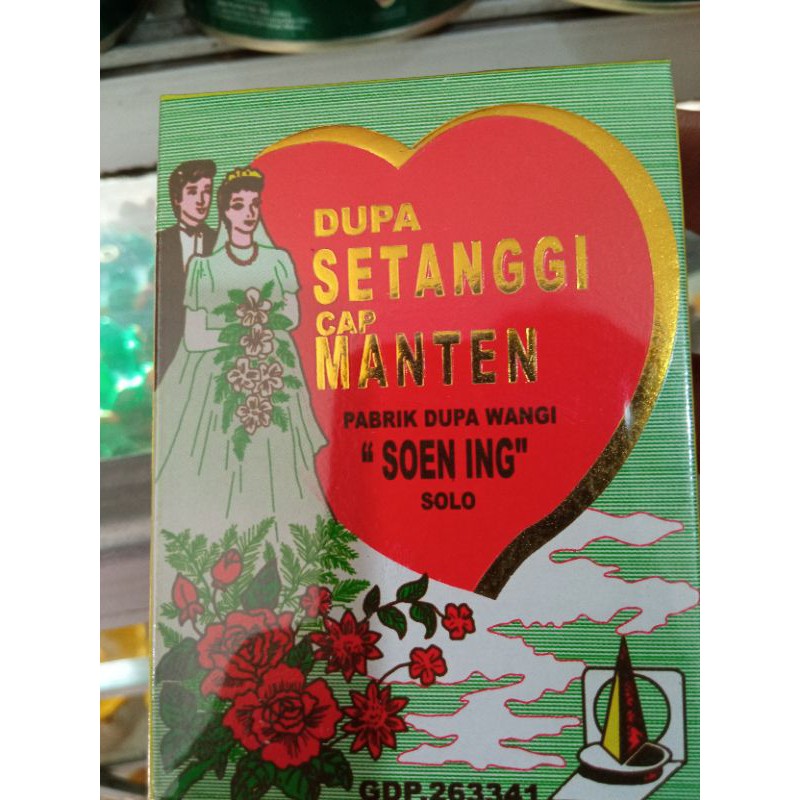 DUPA
SETANGGI
CAP
MANTEN
PABRIK DUPA WANGI
“ SOEN ING"
SOLO
GDP.263341